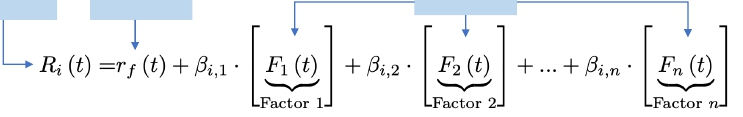 R_i (t) = r_f (t) + β_{i,1} · [F_1 (t)] + β_{i,2} · [F_2 (t)] + ... + β_{i,n} · [F_n (t)]
Factor 1 Factor 2 Factor n